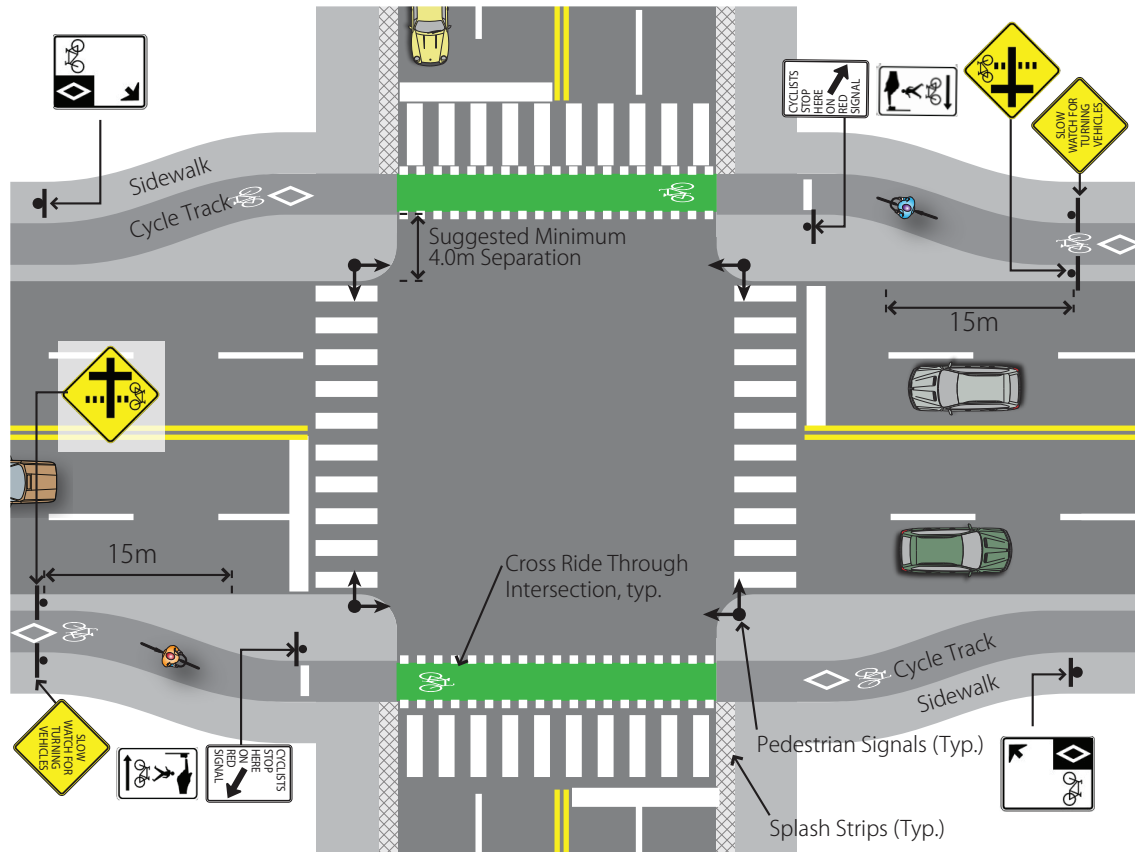 CYCLISTS
STOP
HERE
ON
RED
SIGNAL
SLOW
WATCH FOR
TURNING
VEHICLES
Sidewalk
Cycle Track
Suggested Minimum
4.0m Separation
15m
15m
Cross Ride Through
Intersection, typ.
Cycle Track
Sidewalk
SLOW
WATCH FOR
TURNING
VEHICLES
CYCLISTS
STOP
HERE
ON
RED
SIGNAL
Pedestrian Signals (Typ.)
Splash Strips (Typ.)